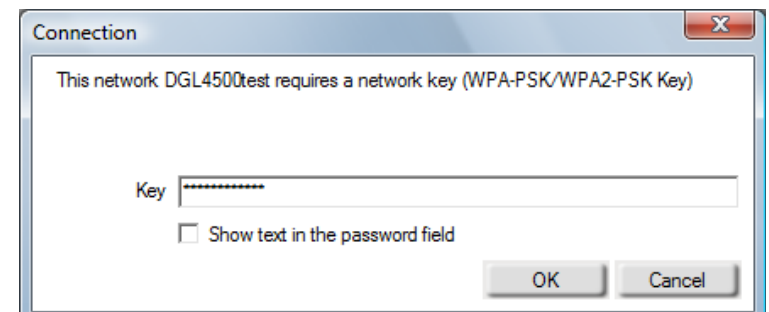 Connection
This network DGL4500test requires a network key (WPA-PSK/WPA2-PSK Key)
Key ************
Show text in the password field
OK Cancel